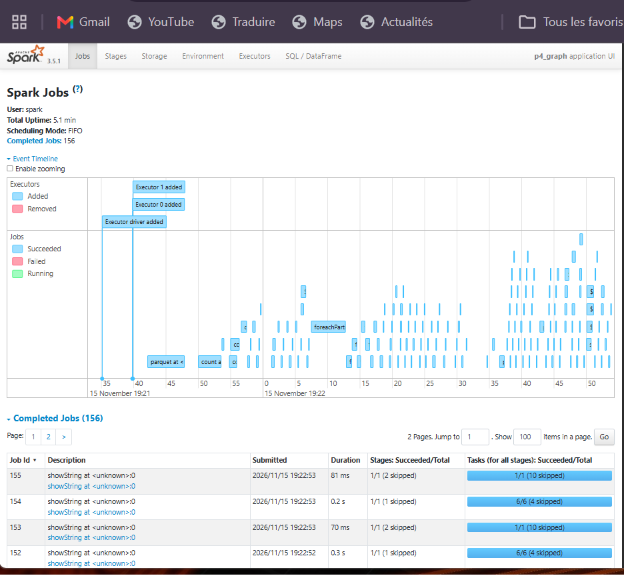 Gmail YouTube Traduire Maps Actualités Tous les favoris
APACHE Spark 3.5.1 Jobs Stages Storage Environment Executors SQL / DataFrame p4_graph application UI
Spark Jobs (?)
User: spark
Total Uptime: 5.1 min
Scheduling Mode: FIFO
Completed Jobs: 156
Event Timeline
Enable zooming
Executors
Added
Removed
Executor 1 added
Executor 0 added
Executor driver added
Jobs
Succeeded
Failed
Running
foreachPart
parquet at <
count a
35 40 45 50 55 0 5 10 15 20 25 30 35 40 45 50
15 November 19:21 15 November 19:22
Completed Jobs (156)
Page: 1 2 > 2 Pages. Jump to 1 . Show 100 items in a page. Go
Job Id Description Submitted Duration Stages: Succeeded/Total Tasks (for all stages): Succeeded/Total
155 showString at <unknown>:0 2026/11/15 19:22:53 81 ms 1/1 (2 skipped) 1/1 (10 skipped)
showString at <unknown>:0
154 showString at <unknown>:0 2026/11/15 19:22:53 0.2 s 1/1 (1 skipped) 6/6 (4 skipped)
showString at <unknown>:0
153 showString at <unknown>:0 2026/11/15 19:22:53 70 ms 1/1 (2 skipped) 1/1 (10 skipped)
showString at <unknown>:0
152 showString at <unknown>:0 2026/11/15 19:22:52 0.3 s 1/1 (1 skipped) 6/6 (4 skipped)
showString at <unknown>:0